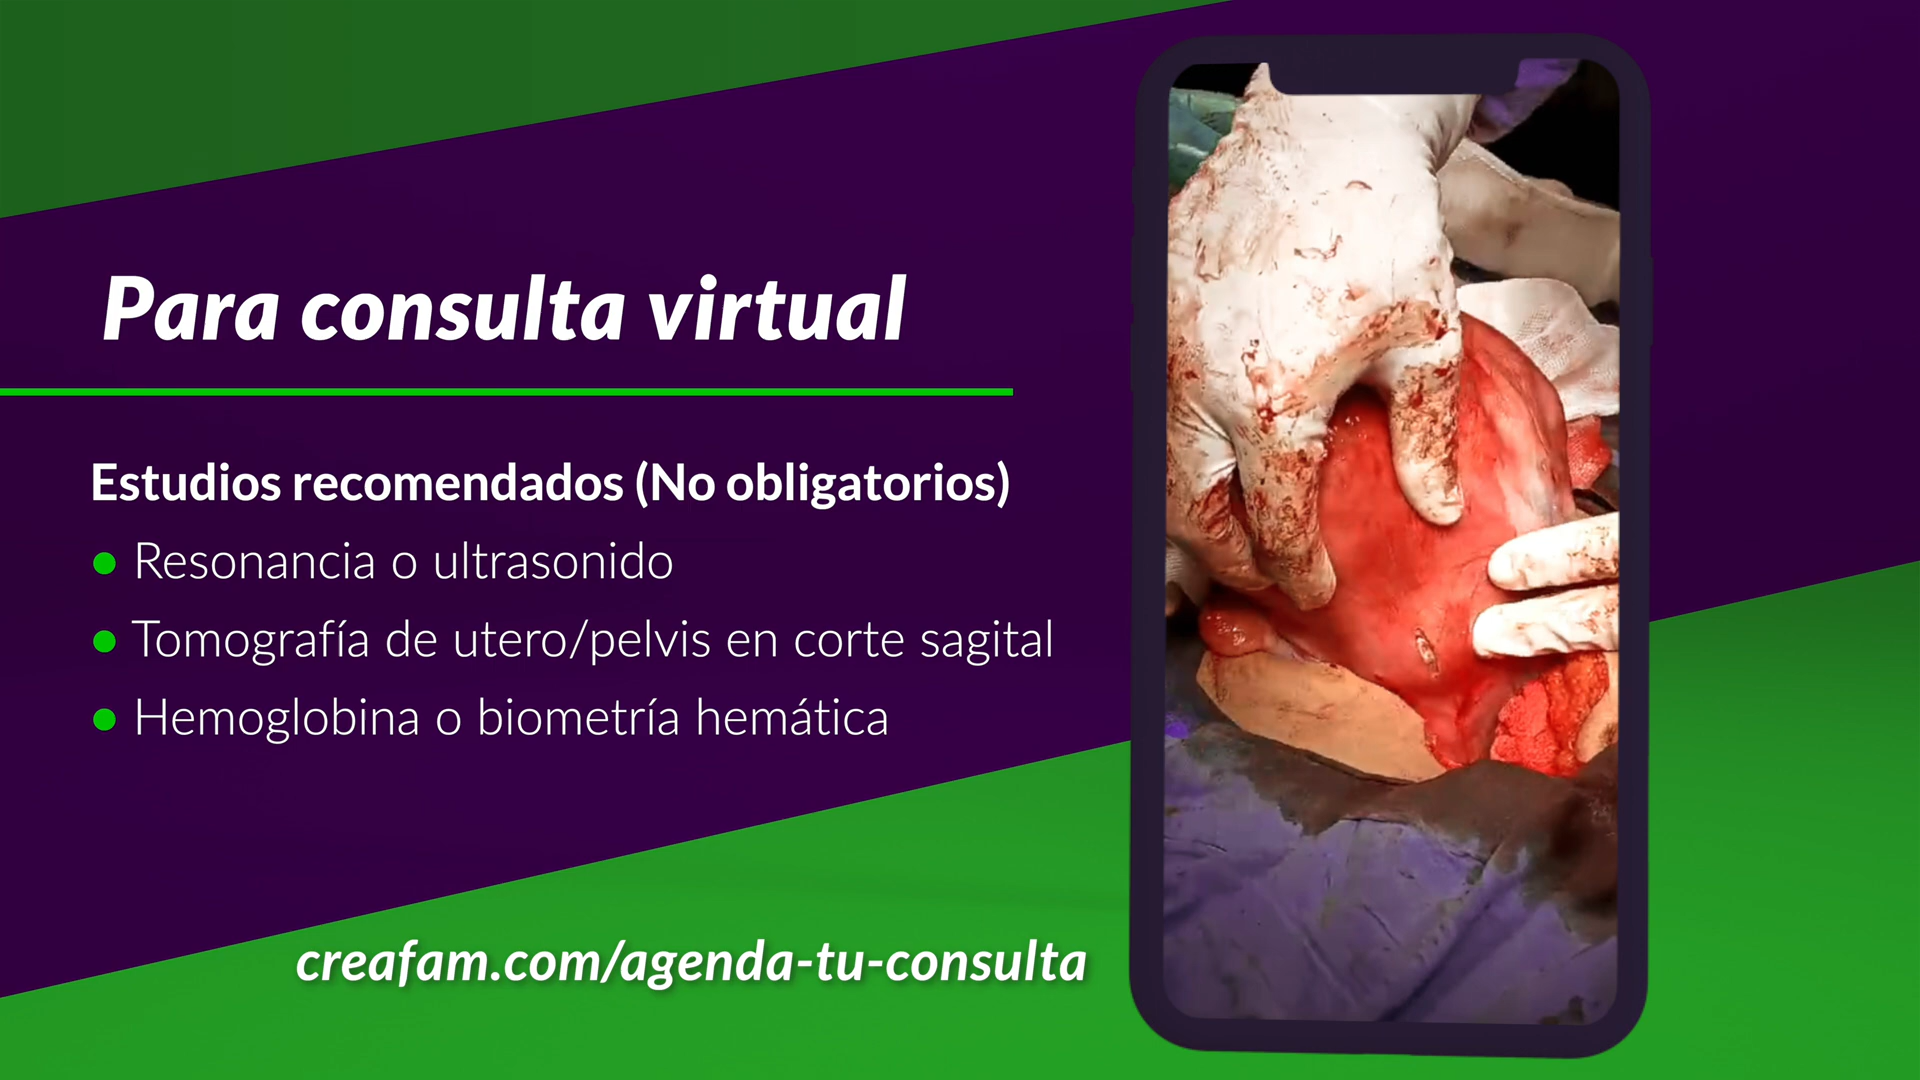 Para consulta virtual
Estudios recomendados (No obligatorios)
Resonancia o ultrasonido
Tomografía de utero/pelvis en corte sagital
Hemoglobina o biometría hemática
creafam.com/agenda-tu-consulta